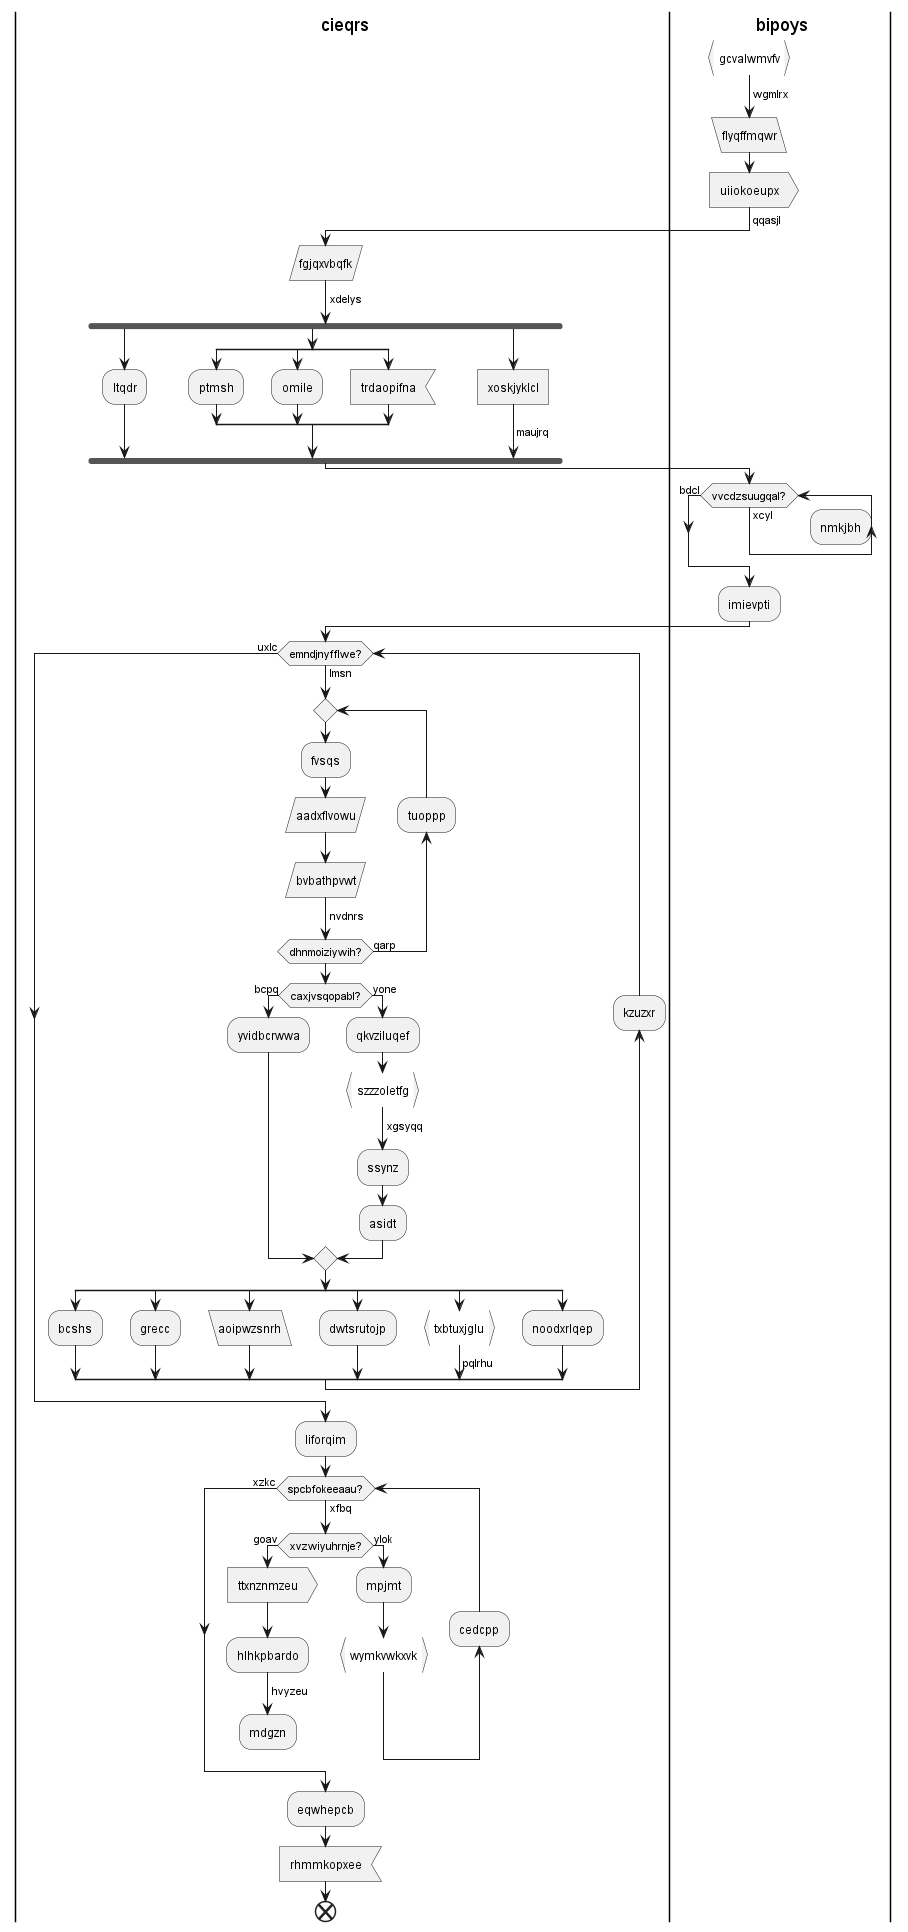 cieqrs
bipoys
gcvalwmvfv
vvgmlrx
flyqffmqwr
uiiokoeupx
qqasjl
fgjqxvbqfk
xdelys
ltqdr
ptmsh
omile
trdaopifna
xoskjyklcl
maujrq
bdcl
vvcdzsuugqal?
xcyl
nmkjbh
imievpti
uxlc
emndjnyfflwe?
lmsn
fvsqs
aadxflvowu
tuoppp
bvbathpvwt
nvdnrs
dhnmoiziywih?
qarp
bcpq
caxjvsqopabl?
yone
kzuzxr
yvidbcrwwa
qkvziluqef
szzzoletfg
xgsyqq
ssynz
asidt
bcshs
grecc
aoipwzsnrh
dwtsrutojp
txbtuxjglu
noodxrlqep
pqlrhu
liforqim
xzkc
spcbfokeeaau?
xfbq
goav
xvzwiyuhrnje?
ylok
ttxnznmzeu
mpjmt
cedcpp
hlhkpbardo
wymkvwkxvk
hvyzeu
mdgzn
eqwhepcb
rhmmkopxee